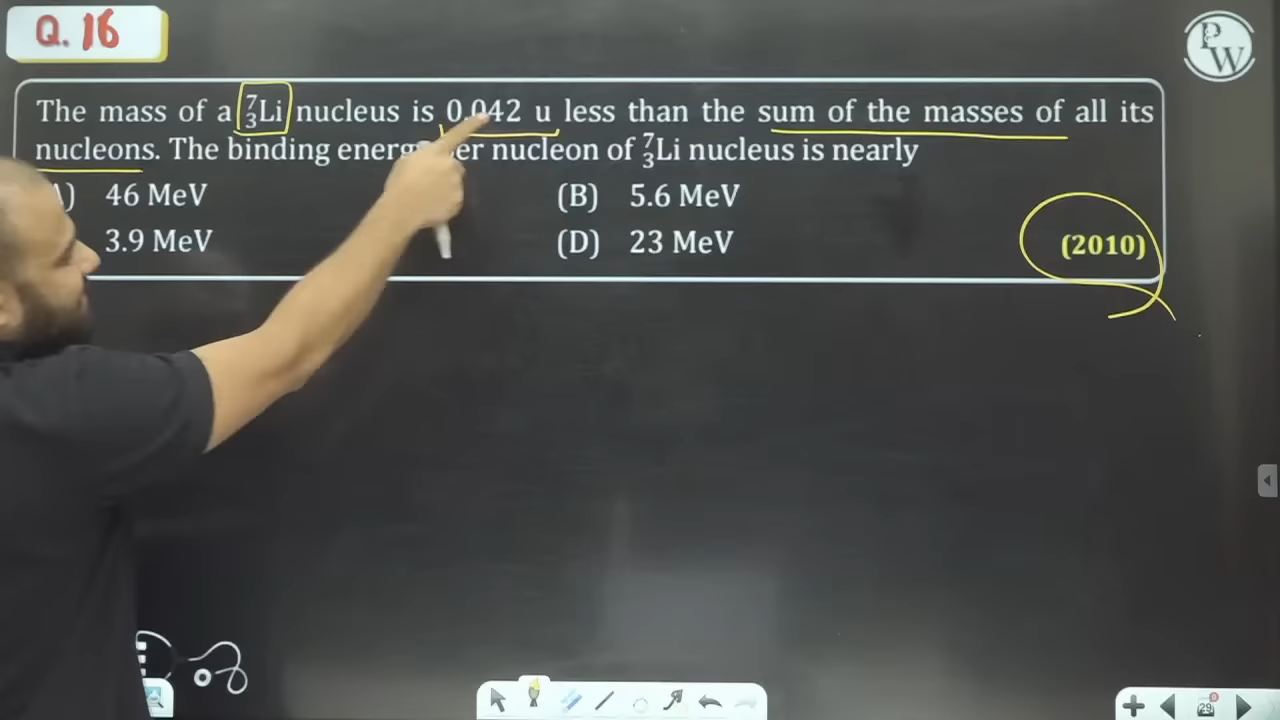 Q. 16
PW
The mass of a ⁷₃Li nucleus is 0.042 u less than the sum of the masses of all its
nucleons. The binding nucleon of ⁷₃Li nucleus is nearly
46 MeV (B) 5.6 MeV
3.9 MeV (D) 23 MeV (2010)
29